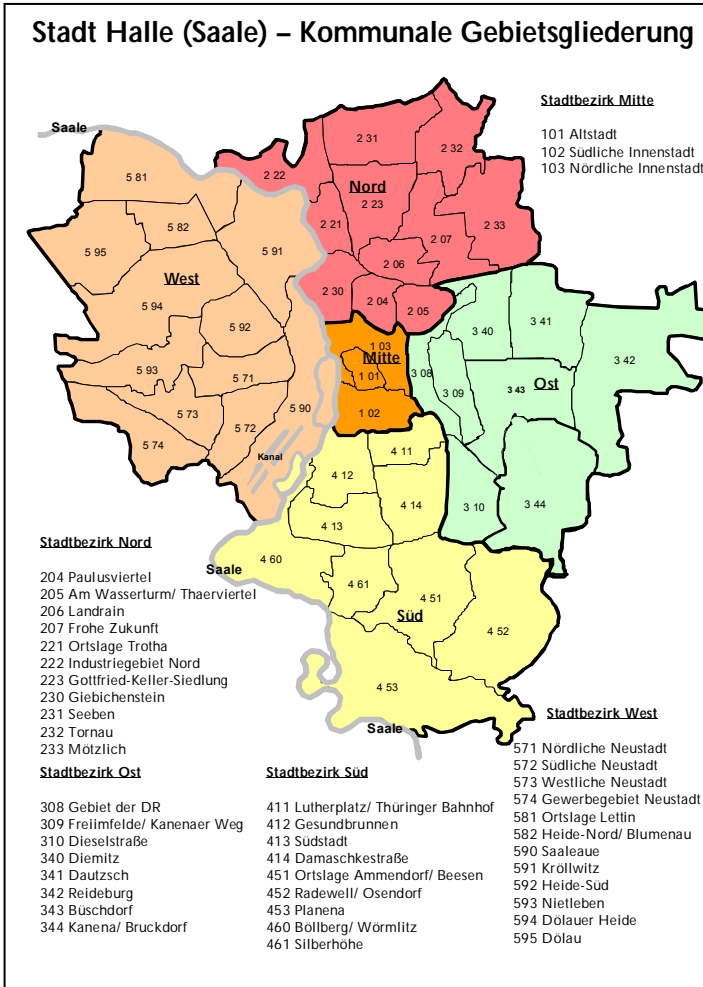 Stadt Halle (Saale) – Kommunale Gebietsgliederung
Stadtbezirk Mitte
101 Altstadt
102 Südliche Innenstadt
103 Nördliche Innenstadt
Saale
2 31
2 32
5 81
2 22
Nord
2 23
5 82
2 21
2 33
2 07
5 91
5 95
2 06
West
2 30
2 04
2 05
5 94
5 92
3 40
3 41
3 42
1 03
Mitte
5 93
5 71
1 01
3 08
3 09
3 43
Ost
5 73
5 90
1 02
5 72
5 74
Kanal
4 11
4 12
4 14
3 10
3 44
4 13
4 60
Saale
4 61
4 51
Süd
4 52
4 53
Saale
Stadtbezirk Nord
204 Paulusviertel
205 Am Wasserturm/ Thaerviertel
206 Landrain
207 Frohe Zukunft
221 Ortslage Trotha
222 Industriegebiet Nord
223 Gottfried-Keller-Siedlung
230 Giebichenstein
231 Seeben
232 Tornau
233 Mötzlich
Stadtbezirk Ost
308 Gebiet der DR
309 Freiimfelde/ Kanenaer Weg
310 Dieselstraße
340 Diemitz
341 Dautzsch
342 Reideburg
343 Büschdorf
344 Kanena/ Bruckdorf
Stadtbezirk Süd
411 Lutherplatz/ Thüringer Bahnhof
412 Gesundbrunnen
413 Südstadt
414 Damaschkestraße
451 Ortslage Ammendorf/ Beesen
452 Radewell/ Osendorf
453 Planena
460 Böllberg/ Wörmlitz
461 Silberhöhe
Stadtbezirk West
571 Nördliche Neustadt
572 Südliche Neustadt
573 Westliche Neustadt
574 Gewerbegebiet Neustadt
581 Ortslage Lettin
582 Heide-Nord/ Blumenau
590 Saaleaue
591 Kröllwitz
592 Heide-Süd
593 Nietleben
594 Dölauer Heide
595 Dölau